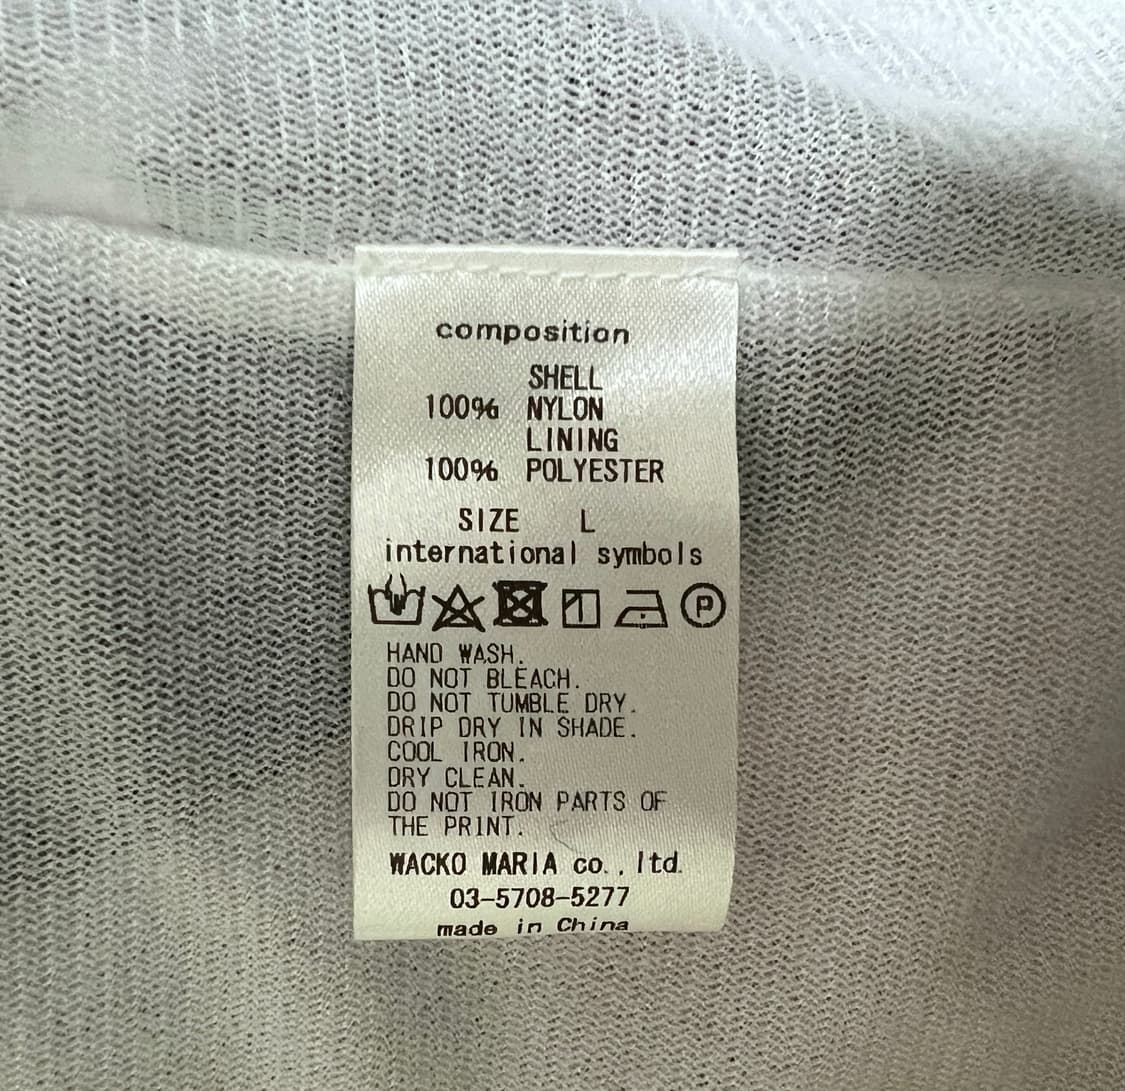 composition
SHELL
100% NYLON
LINING
100% POLYESTER
SIZE L
international symbols
P
HAND WASH.
DO NOT BLEACH.
DO NOT TUMBLE DRY.
DRIP DRY IN SHADE.
COOL IRON.
DRY CLEAN.
DO NOT IRON PARTS OF
THE PRINT.
WACKO MARIA co., ltd.
03-5708-5277
made in China